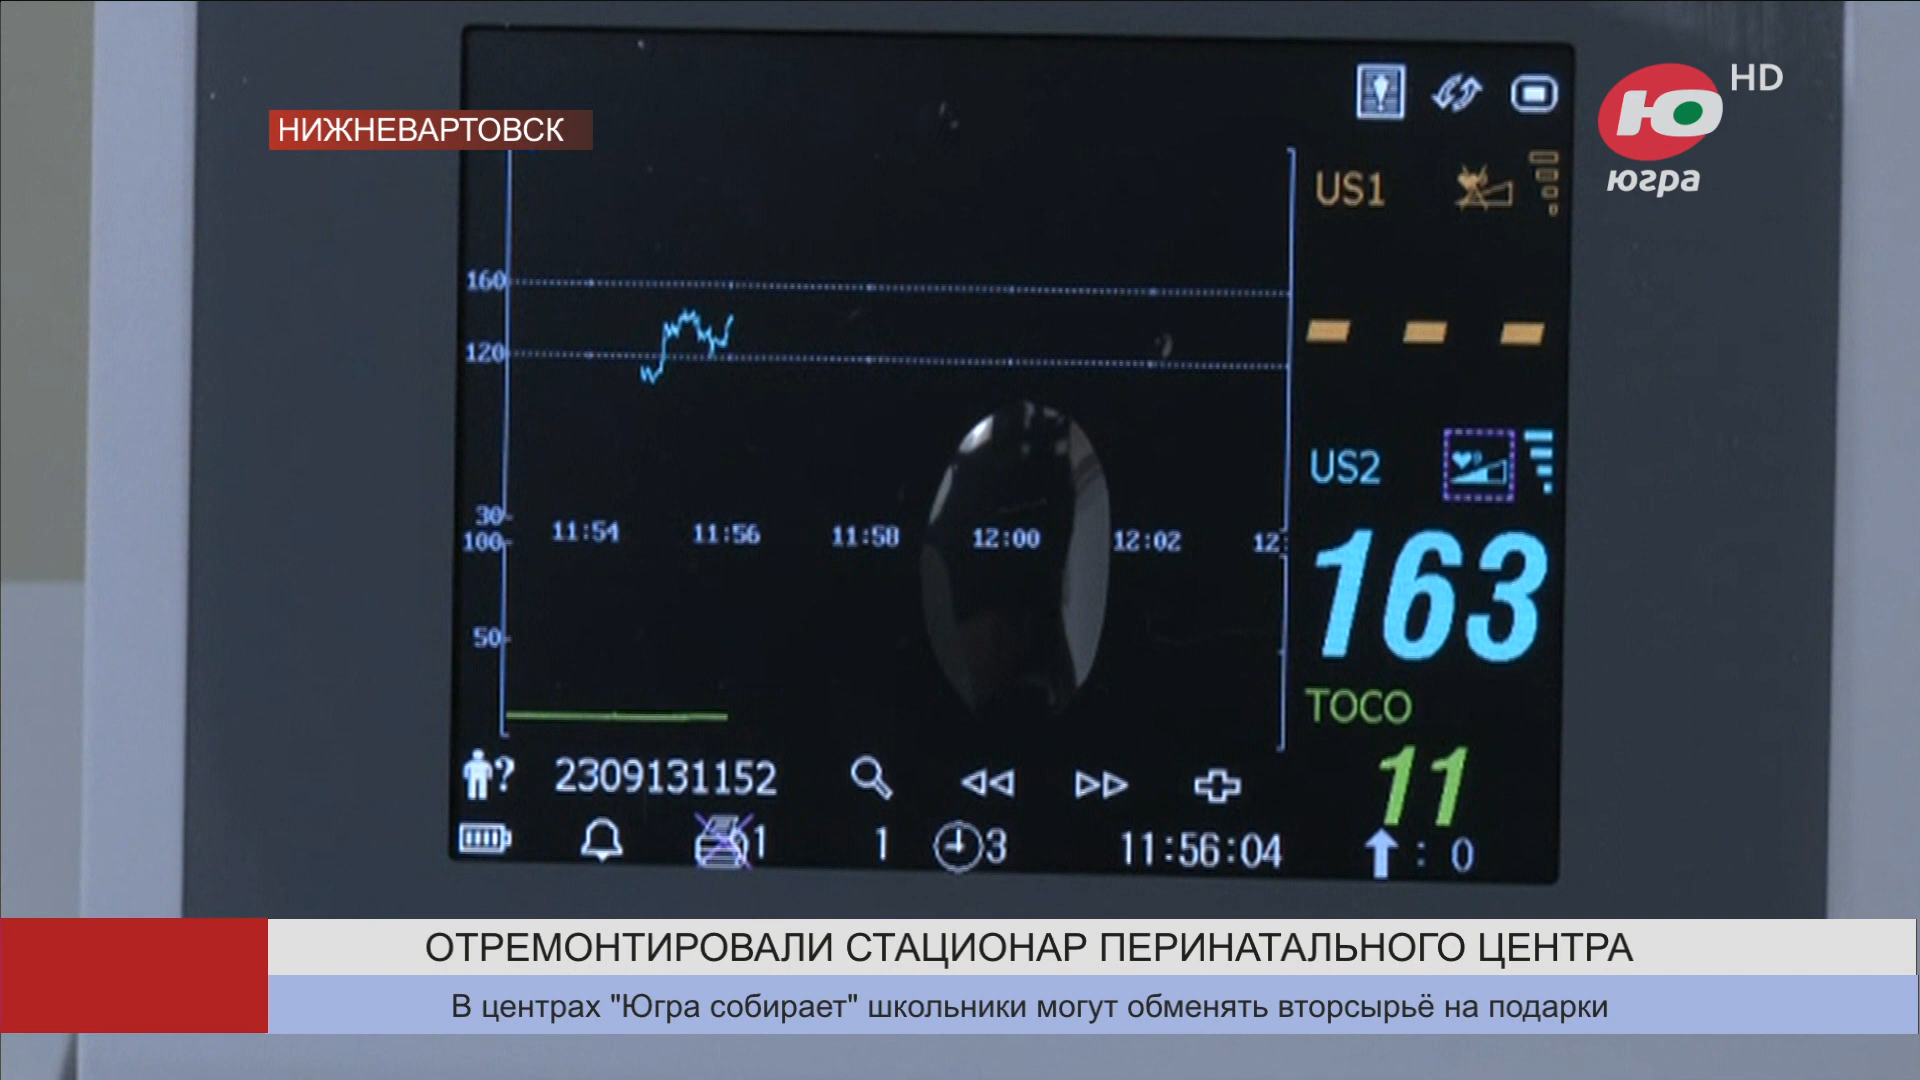 HD
НИЖНЕВАРТОВСК
югра
US1
160
120
US2
163
30
100
11:54
11:56
11:58
12:00
12:02
12:
50
TOCO
11
? 2309131152
1
1
3
11:56:04
: 0
ОТРЕМОНТИРОВАЛИ СТАЦИОНАР ПЕРИНАТАЛЬНОГО ЦЕНТРА
В центрах "Югра собирает" школьники могут обменять вторсырьё на подарки